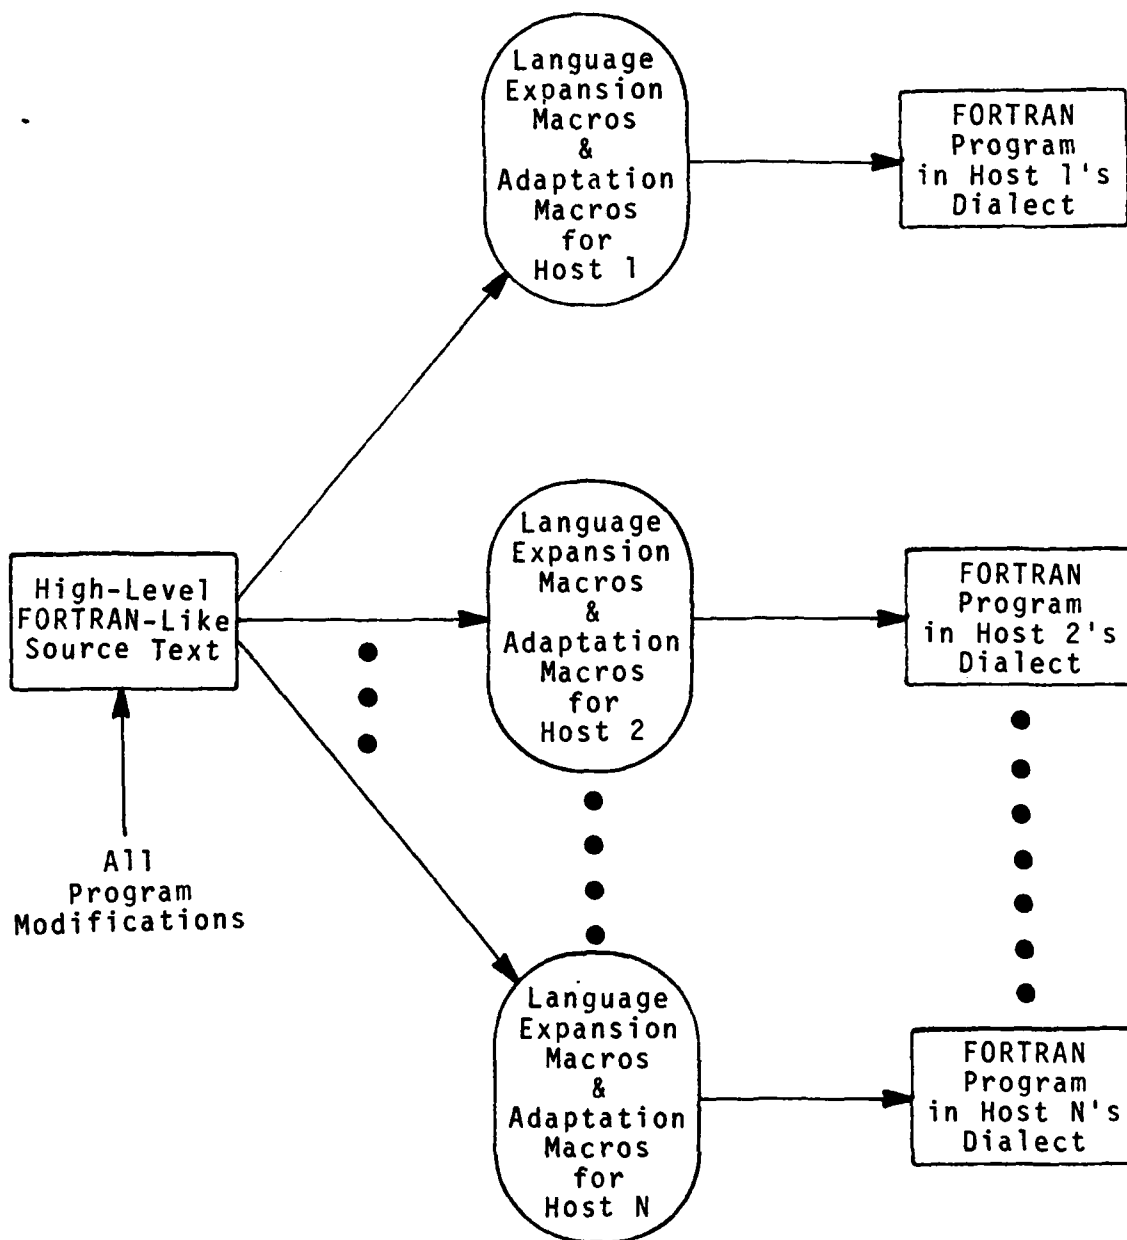 Language
Expansion
Macros
&
Adaptation
Macros
for
Host 1
FORTRAN
Program
in Host 1's
Dialect
High-Level
FORTRAN-Like
Source Text
All
Program
Modifications
Language
Expansion
Macros
&
Adaptation
Macros
for
Host 2
FORTRAN
Program
in Host 2's
Dialect
Language
Expansion
Macros
&
Adaptation
Macros
for
Host N
FORTRAN
Program
in Host N's
Dialect